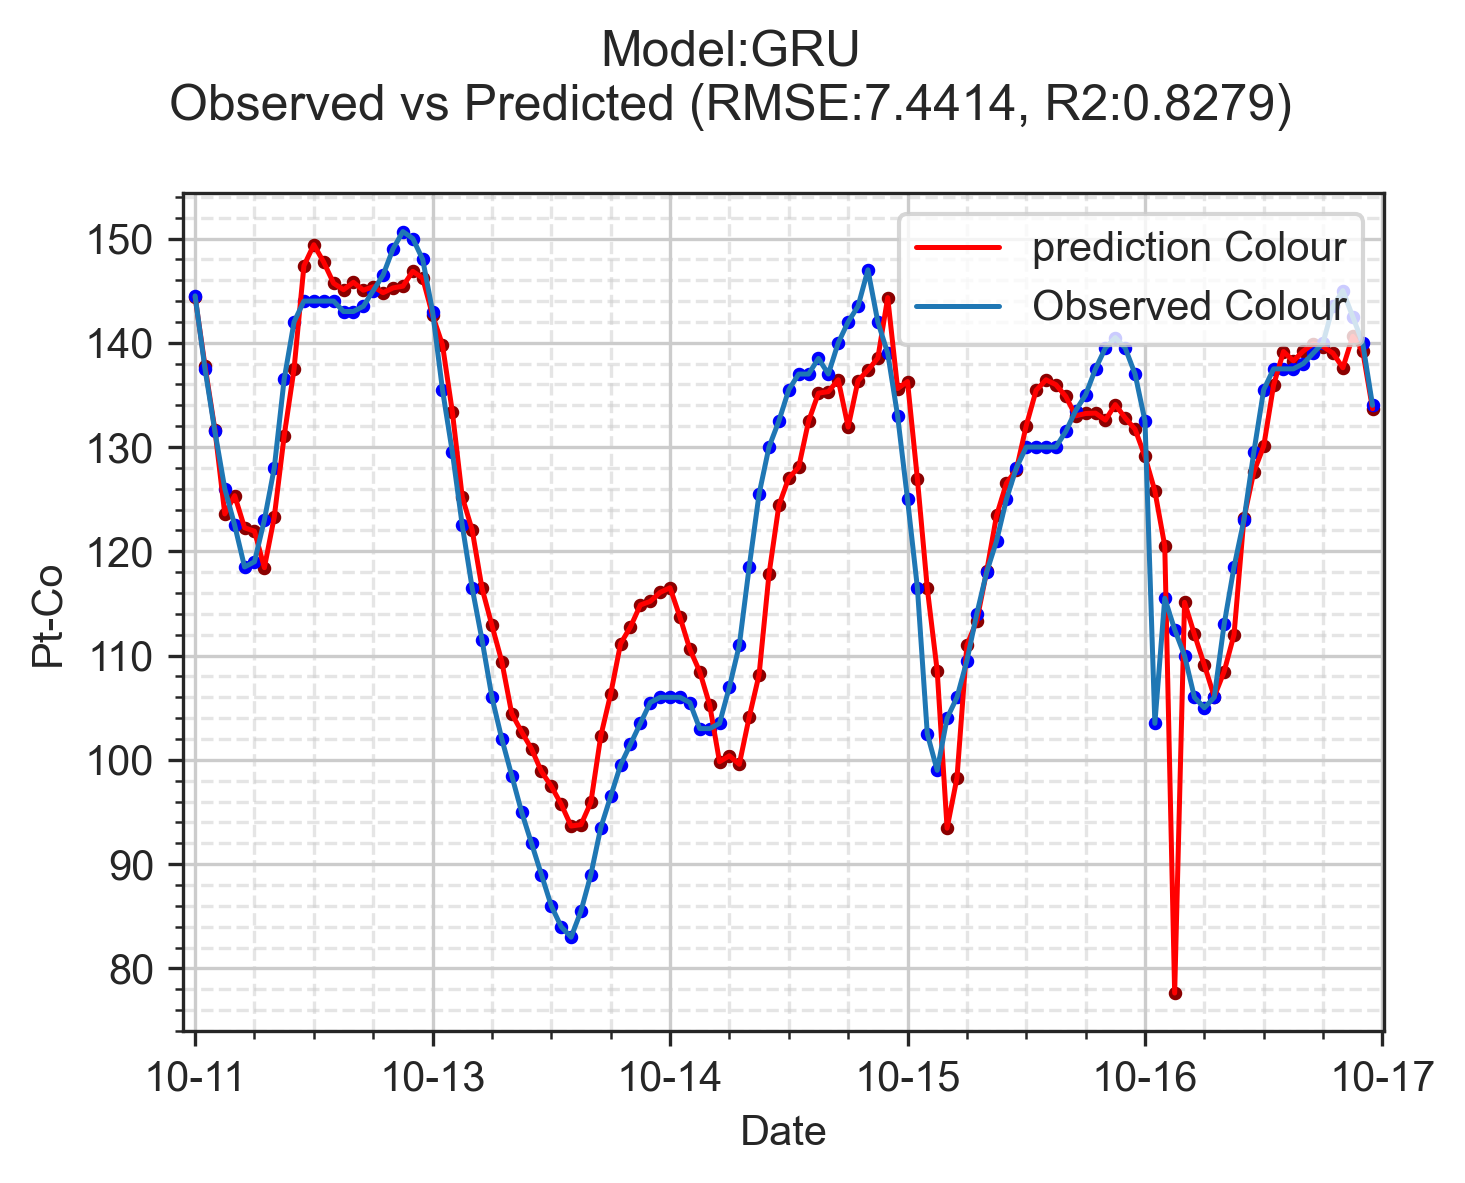 Model:GRU
Observed vs Predicted (RMSE:7.4414, R2:0.8279)
prediction Colour
Observed Colour
150
140
130
120
110
100
90
80
Pt-Co
10-11 10-13 10-14 10-15 10-16 10-17
Date